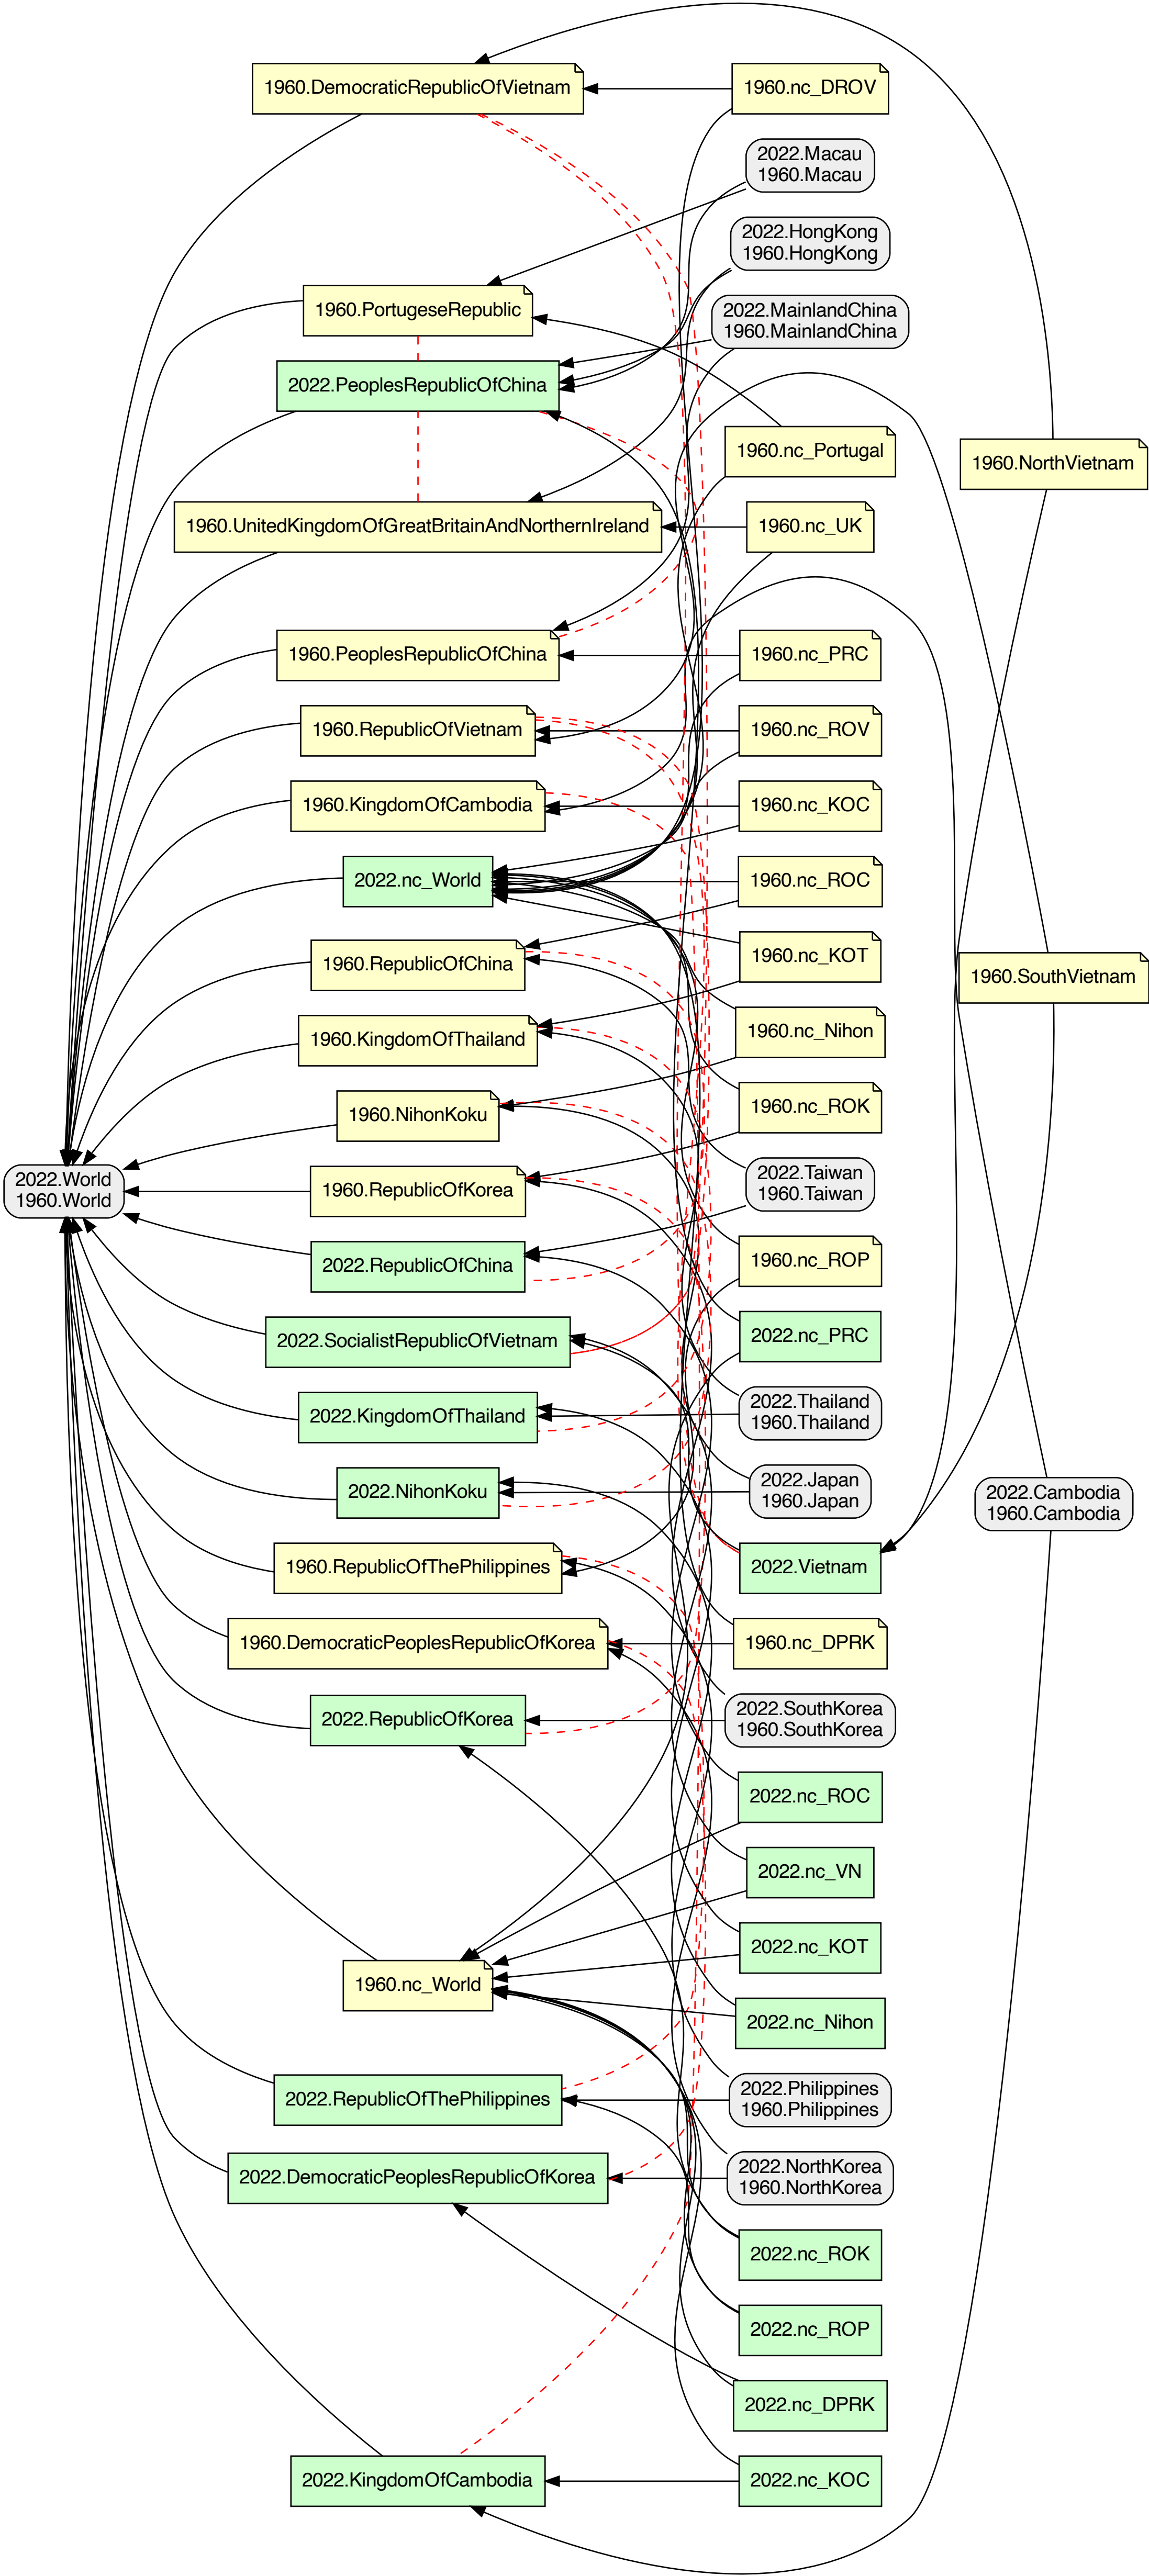 1960.DemocraticRepublicOfVietnam
1960.nc_DROV
2022.Macau
1960.Macau
2022.HongKong
1960.HongKong
1960.PortugeseRepublic
2022.MainlandChina
1960.MainlandChina
2022.PeoplesRepublicOfChina
1960.nc_Portugal
1960.NorthVietnam
1960.UnitedKingdomOfGreatBritainAndNorthernIreland
1960.nc_UK
1960.PeoplesRepublicOfChina
1960.nc_PRC
1960.RepublicOfVietnam
1960.nc_ROV
1960.KingdomOfCambodia
1960.nc_KOC
2022.nc_World
1960.nc_ROC
1960.RepublicOfChina
1960.nc_KOT
1960.SouthVietnam
1960.KingdomOfThailand
1960.nc_Nihon
1960.NihonKoku
1960.nc_ROK
2022.World
1960.World
1960.RepublicOfKorea
2022.Taiwan
1960.Taiwan
2022.RepublicOfChina
1960.nc_ROP
2022.SocialistRepublicOfVietnam
2022.nc_PRC
2022.KingdomOfThailand
2022.Thailand
1960.Thailand
2022.NihonKoku
2022.Japan
1960.Japan
2022.Cambodia
1960.Cambodia
1960.RepublicOfThePhilippines
2022.Vietnam
1960.DemocraticPeoplesRepublicOfKorea
1960.nc_DPRK
2022.RepublicOfKorea
2022.SouthKorea
1960.SouthKorea
2022.nc_ROC
2022.nc_VN
2022.nc_KOT
1960.nc_World
2022.nc_Nihon
2022.RepublicOfThePhilippines
2022.Philippines
1960.Philippines
2022.DemocraticPeoplesRepublicOfKorea
2022.NorthKorea
1960.NorthKorea
2022.nc_ROK
2022.nc_ROP
2022.nc_DPRK
2022.KingdomOfCambodia
2022.nc_KOC